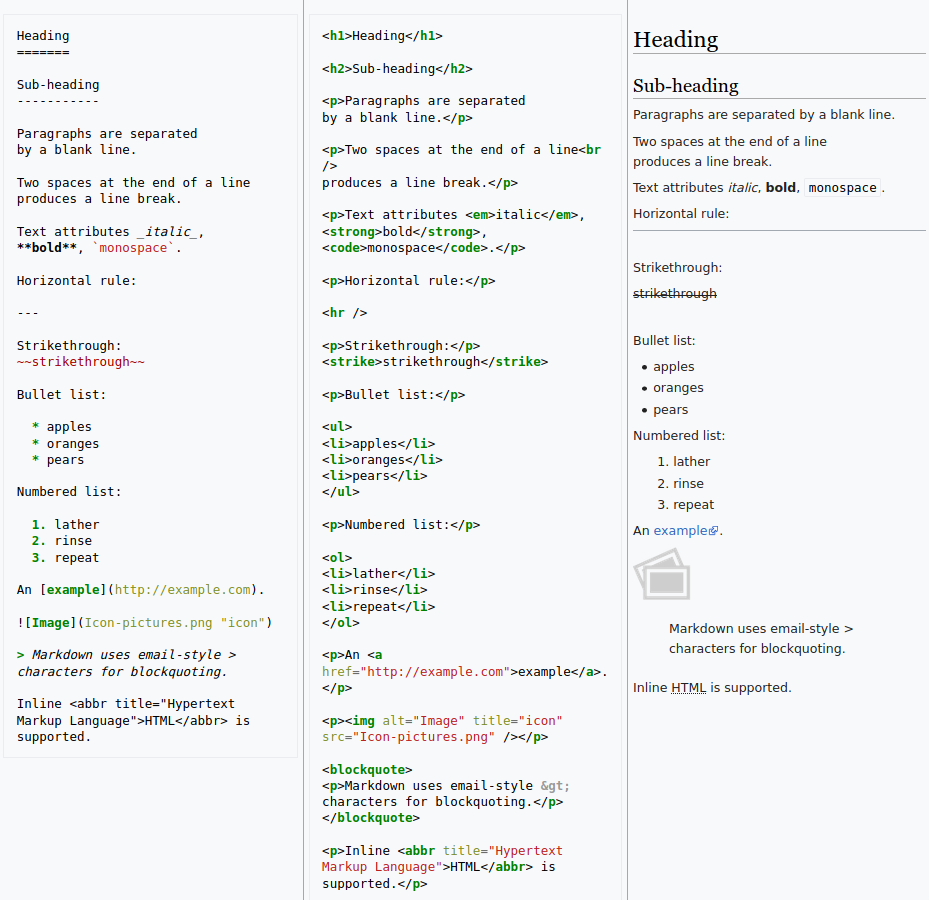 Heading
=======
Sub-heading
-----------
Paragraphs are separated
by a blank line.
Two spaces at the end of a line
produces a line break.
Text attributes _italic_,
**bold**, `monospace`.
Horizontal rule:
---
Strikethrough:
~~strikethrough~~
Bullet list:
* apples
* oranges
* pears
Numbered list:
1. lather
2. rinse
3. repeat
An [example](http://example.com).
![Image](Icon-pictures.png "icon")
> Markdown uses email-style >
characters for blockquoting.
Inline <abbr title="Hypertext
Markup Language">HTML</abbr> is
supported.
<h1>Heading</h1>
<h2>Sub-heading</h2>
<p>Paragraphs are separated
by a blank line.</p>
<p>Two spaces at the end of a line<br
/>
produces a line break.</p>
<p>Text attributes <em>italic</em>,
<strong>bold</strong>,
<code>monospace</code>.</p>
<p>Horizontal rule:</p>
<hr />
<p>Strikethrough:</p>
<strike>strikethrough</strike>
<p>Bullet list:</p>
<ul>
<li>apples</li>
<li>oranges</li>
<li>pears</li>
</ul>
<p>Numbered list:</p>
<ol>
<li>lather</li>
<li>rinse</li>
<li>repeat</li>
</ol>
<p>An <a
href="http://example.com">example</a>.
</p>
<p><img alt="Image" title="icon"
src="Icon-pictures.png" /></p>
<blockquote>
<p>Markdown uses email-style &gt;
characters for blockquoting.</p>
</blockquote>
<p>Inline <abbr title="Hypertext
Markup Language">HTML</abbr> is
supported.</p>
Heading
Sub-heading
Paragraphs are separated by a blank line.
Two spaces at the end of a line
produces a line break.
Text attributes italic, bold, monospace .
Horizontal rule:
Strikethrough:
strikethrough
Bullet list:
• apples
• oranges
• pears
Numbered list:
1. lather
2. rinse
3. repeat
An example.
Markdown uses email-style >
characters for blockquoting.
Inline HTML is supported.